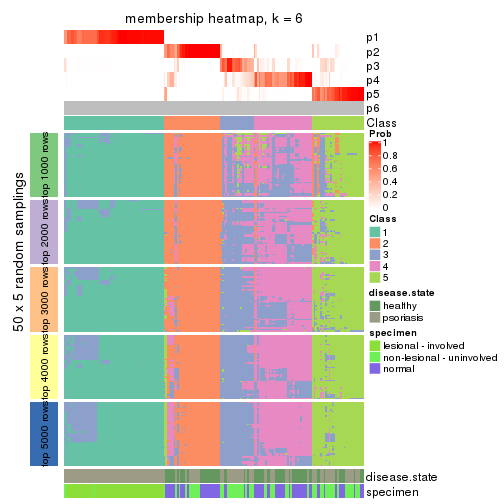 membership heatmap, k = 6
p1
p2
p3
p4
p5
p6
Class
50 x 5 random samplings
top 1000 rows
top 2000 rows
top 3000 rows
top 4000 rows
top 5000 rows
Prob
1
0.8
0.6
0.4
0.2
0
Class
1
2
3
4
5
disease.state
healthy
psoriasis
specimen
lesional - involved
non-lesional - uninvolved
normal
disease.state
specimen